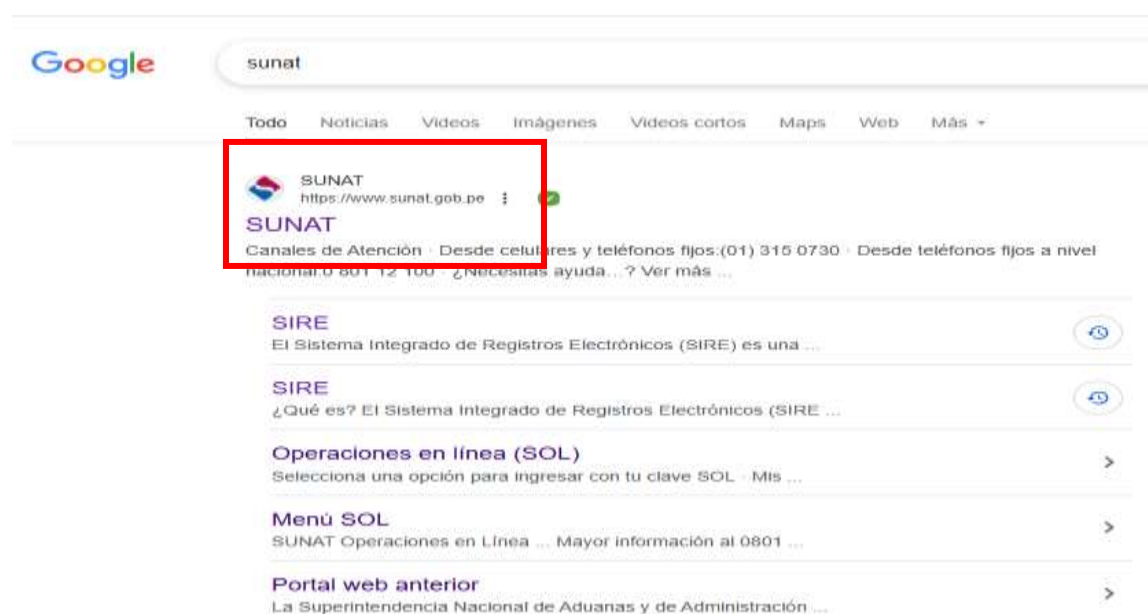 Google
sunat
Todo Noticias Videos Imágenes Videos cortos Maps Web Más
SUNAT
https://www.sunat.gob.pe
SUNAT
Canales de Atención · Desde celulares y teléfonos fijos:(01) 315 0730 · Desde teléfonos fijos a nivel
nacional:0 801 12 100 · ¿Necesitas ayuda...? Ver más ...
SIRE
El Sistema Integrado de Registros Electrónicos (SIRE) es una ...
SIRE
¿Qué es? El Sistema Integrado de Registros Electrónicos (SIRE ...
Operaciones en línea (SOL)
Selecciona una opción para ingresar con tu clave SOL · Mis ...
Menú SOL
SUNAT Operaciones en Línea ... Mayor información al 0801 ...
Portal web anterior
La Superintendencia Nacional de Aduanas y de Administración ...